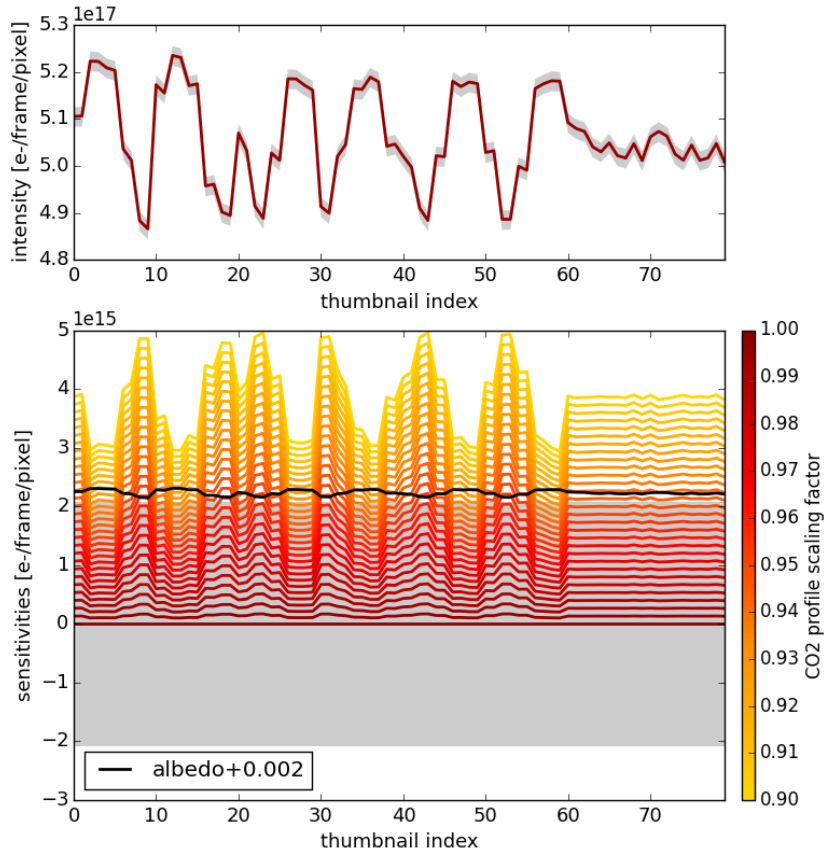 1e17
5.3
5.2
5.1
5.0
4.9
4.8
intensity [e-/frame/pixel]
0 10 20 30 40 50 60 70
thumbnail index
1e15
5
4
3
2
1
0
−1
−2
−3
sensitivities [e-/frame/pixel]
albedo+0.002
0 10 20 30 40 50 60 70
thumbnail index
1.00
0.99
0.98
0.97
0.96
0.95
0.94
0.93
0.92
0.91
0.90
CO2 profile scaling factor